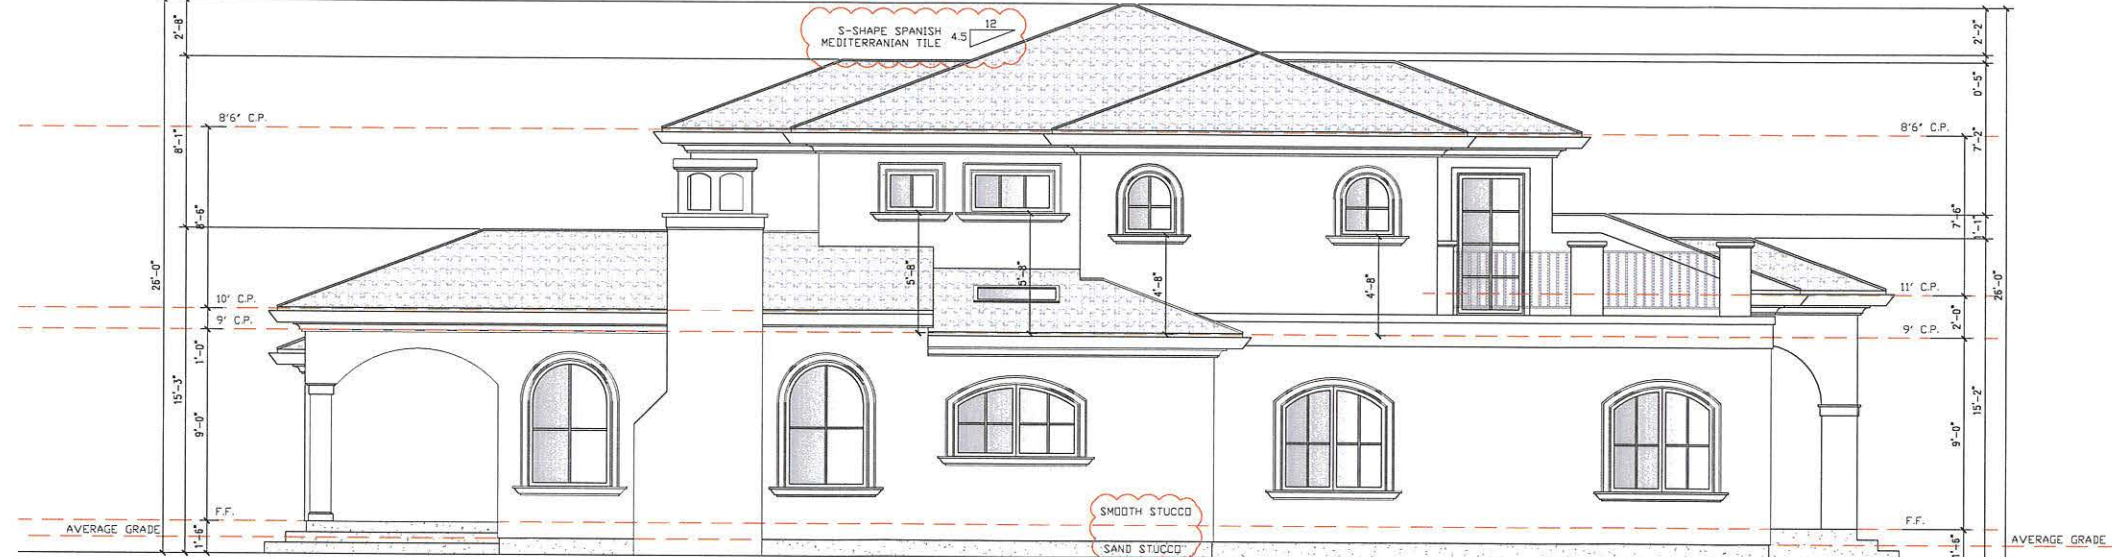 S-SHAPE SPANISH
MEDITERRANIAN TILE
12
4.5
2'-8"
8'-1"
15'-3"
26'-0"
8'6" C.P.
8'-6"
10' C.P.
9' C.P.
1'-0"
9'-0"
F.F.
AVERAGE GRADE
1'-6"
5'-8"
5'-8"
4'-8"
4'-8"
SMOOTH STUCCO
SAND STUCCO
2'-2"
0'-5"
8'6" C.P.
7'-2"
7'-6"
1'-1"
11' C.P.
26'-0"
2'-0"
9' C.P.
15'-2"
9'-0"
F.F.
1'-6"
AVERAGE GRADE